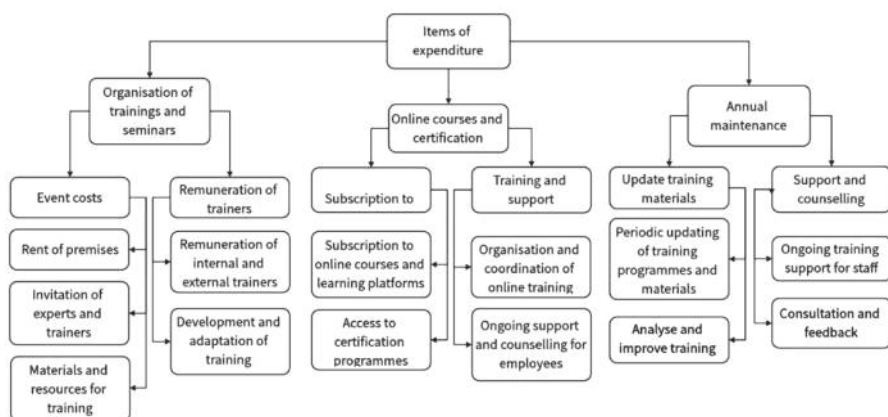 Items of
expenditure
Organisation of
trainings and
seminars
Online courses and
certification
Annual
maintenance
Event costs
Remuneration of
trainers
Subscription to
Training and
support
Update training
materials
Support and
counselling
Rent of premises
Remuneration of
internal and
external trainers
Subscription to
online courses and
learning platforms
Organisation and
coordination of
online training
Periodic updating of
training
programmes and
materials
Ongoing training
support for staff
Invitation of
experts and
trainers
Development and
adaptation of
training
Access to
certification
programmes
Ongoing support
and counselling for
employees
Analyse and
improve training
Consultation and
feedback
Materials and
resources for
training